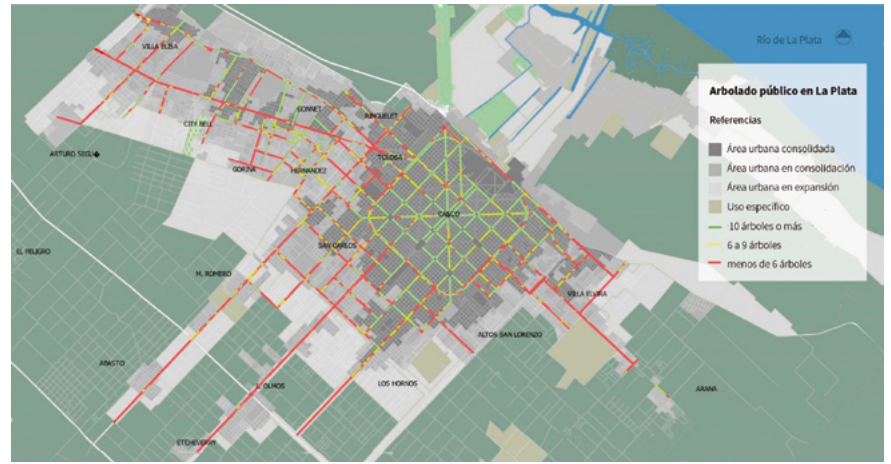 Río de La Plata
Arbolado público en La Plata
Referencias
Área urbana consolidada
Área urbana en consolidación
Área urbana en expansión
Uso específico
10 árboles o más
6 a 9 árboles
menos de 6 árboles
VILLA ELISA
CITY BELL
GONNET
RINGUELET
ARTURO SEGU�
GORINA
HERNANDEZ
TOLOSA
CASCO
EL PELIGRO
SAN CARLOS
M. ROMERO
VILLA ELVIRA
ALTOS SAN LORENZO
ABASTO
L. OLMOS
LOS HORNOS
ARANA
ETCHEVERRY